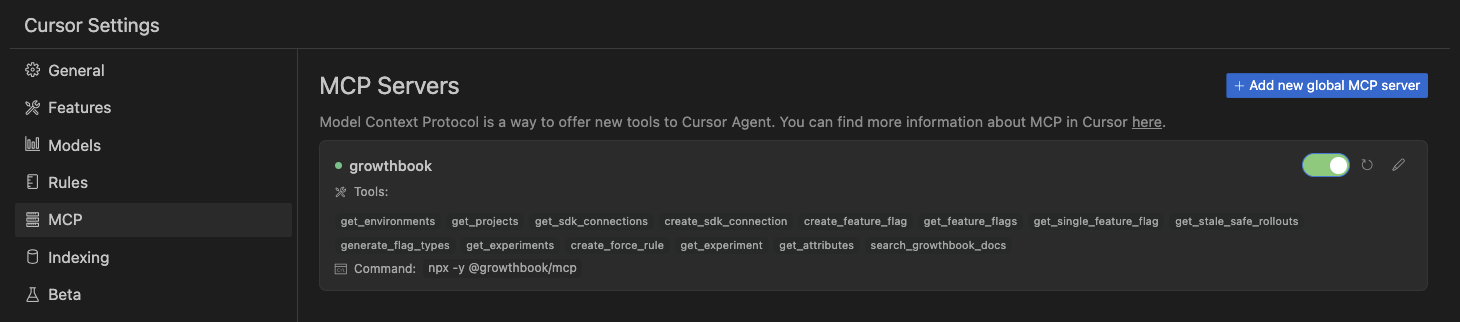 Cursor Settings
General
Features
Models
Rules
MCP
Indexing
Beta
MCP Servers
+ Add new global MCP server
Model Context Protocol is a way to offer new tools to Cursor Agent. You can find more information about MCP in Cursor here.
growthbook
Tools:
get_environments get_projects get_sdk_connections create_sdk_connection create_feature_flag get_feature_flags get_single_feature_flag get_stale_safe_rollouts
generate_flag_types get_experiments create_force_rule get_experiment get_attributes search_growthbook_docs
Command: npx -y @growthbook/mcp